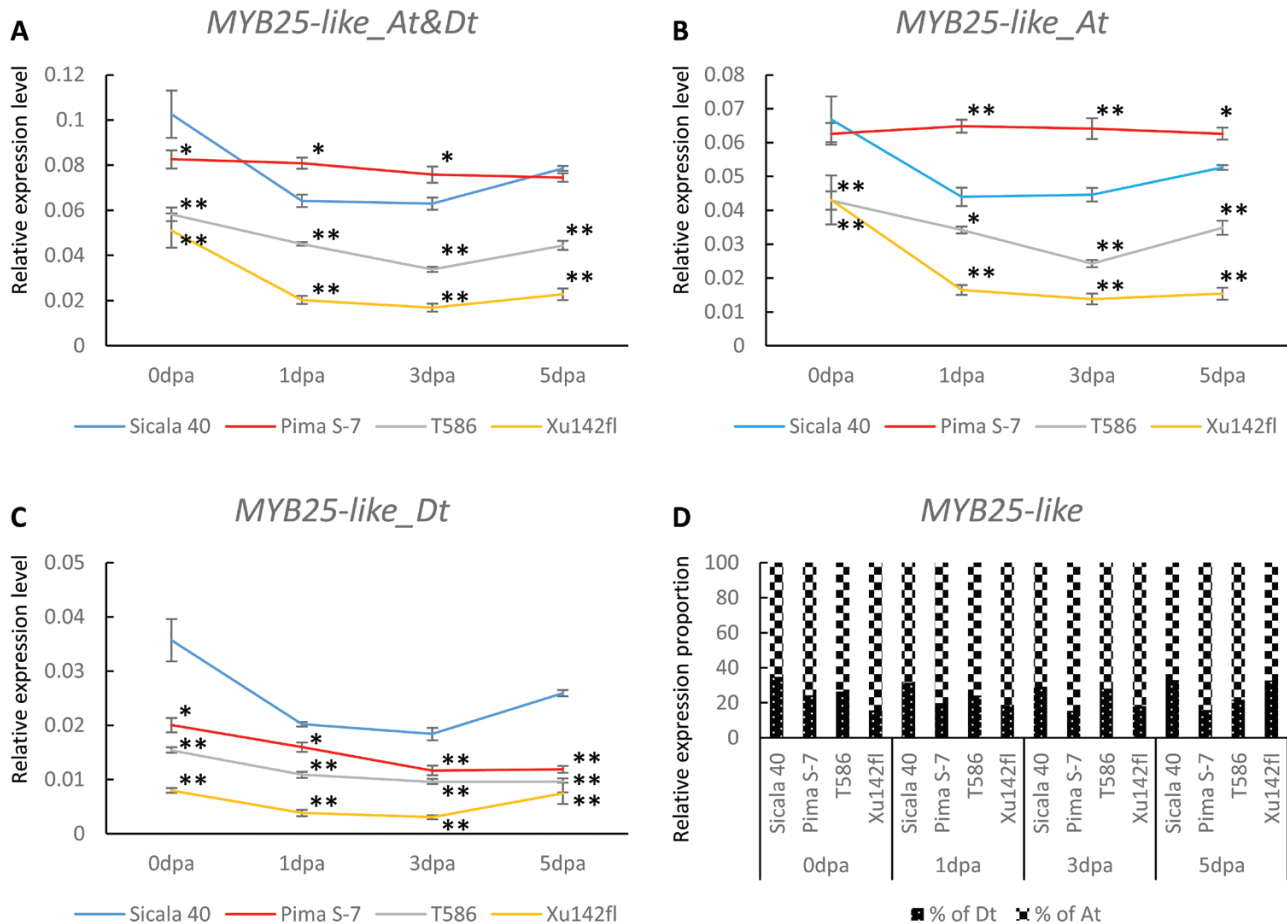 A
MYB25-like_At&Dt
Relative expression level
0.12
0.1
0.08
0.06
0.04
0.02
0
*
*
*
**
**
**
**
**
**
**
**
0dpa
1dpa
3dpa
5dpa
Sicala 40
Pima S-7
T586
Xu142fl
B
MYB25-like_At
Relative expression level
0.08
0.07
0.06
0.05
0.04
0.03
0.02
0.01
0
**
**
*
**
**
*
**
**
**
**
**
0dpa
1dpa
3dpa
5dpa
Sicala 40
Pima S-7
T586
Xu142fl
C
MYB25-like_Dt
Relative expression level
0.05
0.04
0.03
0.02
0.01
0
*
*
**
**
**
**
**
**
**
**
**
**
0dpa
1dpa
3dpa
5dpa
Sicala 40
Pima S-7
T586
Xu142fl
D
MYB25-like
Relative expression proportion
100
80
60
40
20
0
Sicala 40
Pima S-7
T586
Xu142fl
Sicala 40
Pima S-7
T586
Xu142fl
Sicala 40
Pima S-7
T586
Xu142fl
Sicala 40
Pima S-7
T586
Xu142fl
0dpa
1dpa
3dpa
5dpa
% of Dt
% of At